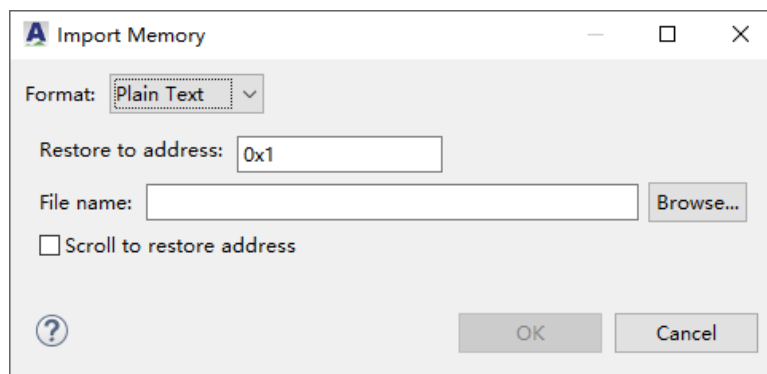 Import Memory
Format: Plain Text
Restore to address: 0x1
File name: Browse...
Scroll to restore address
OK Cancel